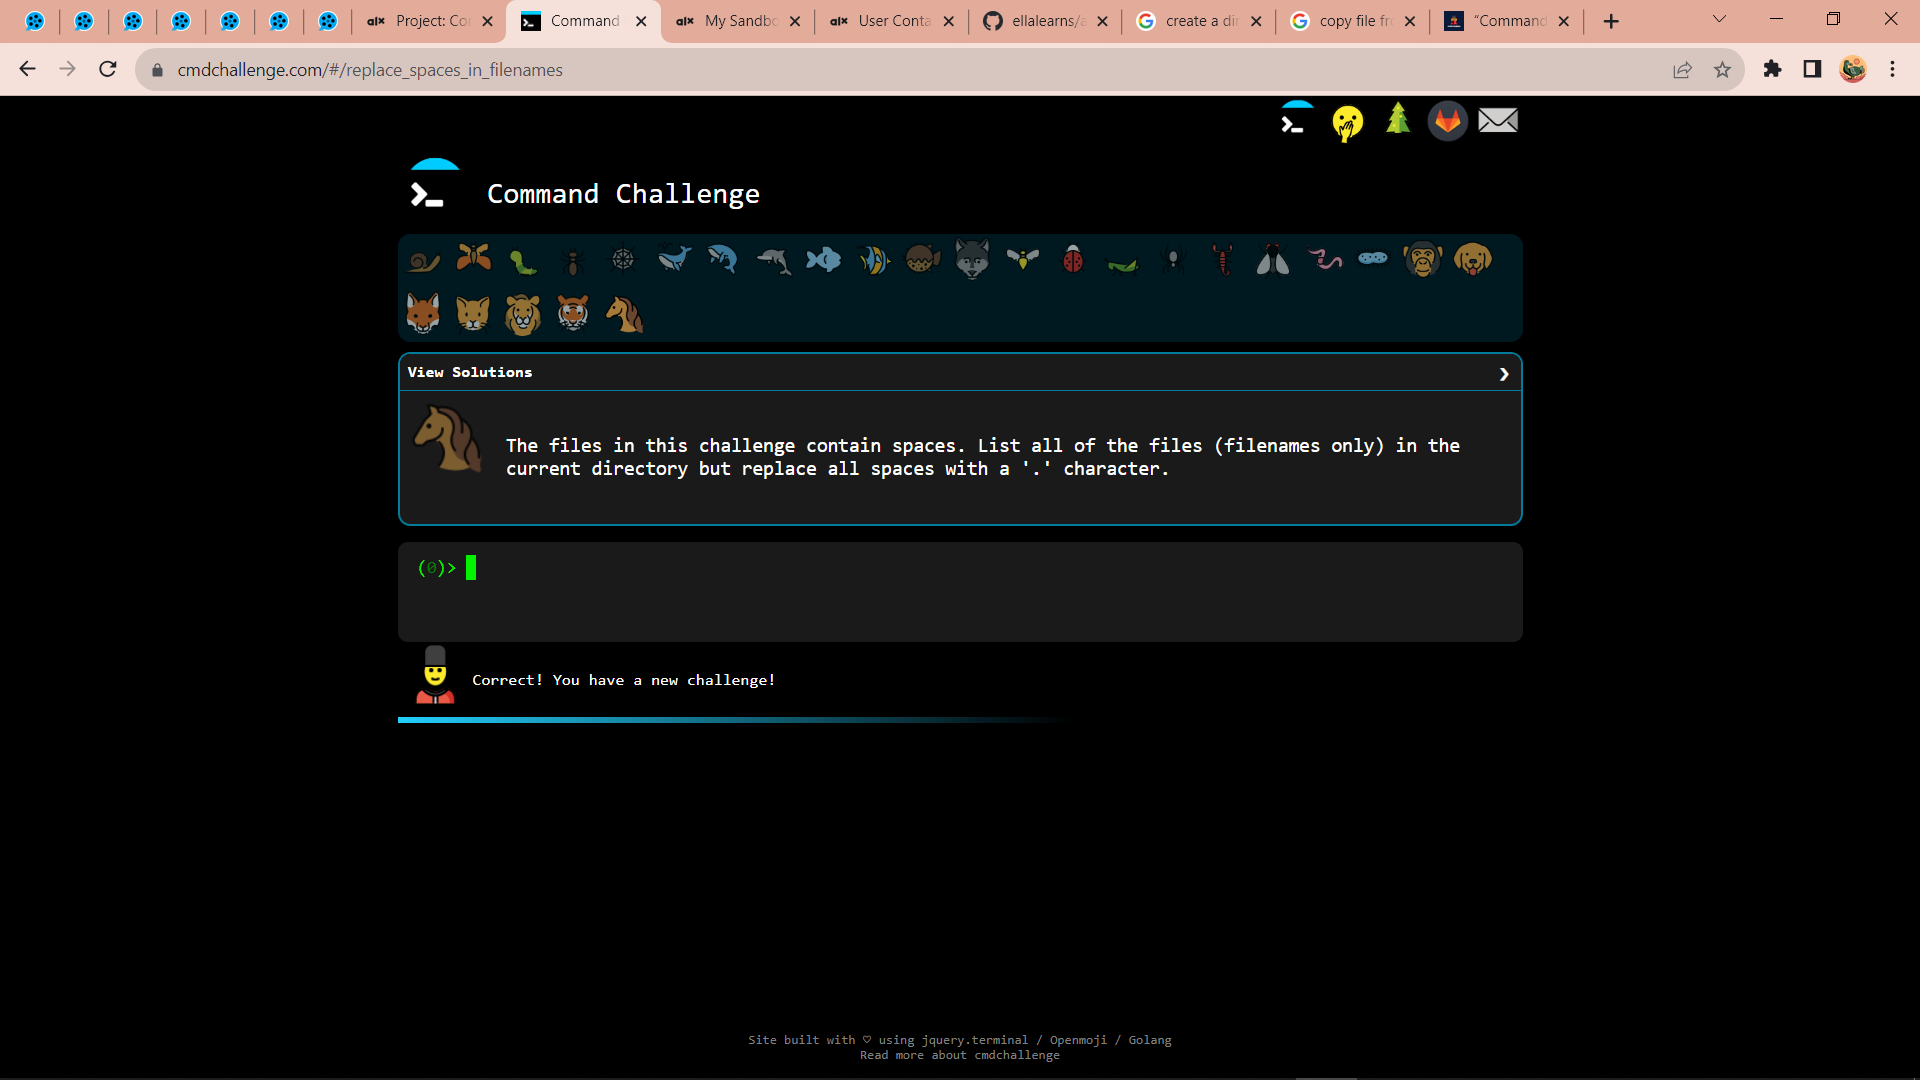 Project: Co
Command
My Sandbo
User Conta
ellalearns/a
create a dir
copy file fro
"Command
cmdchallenge.com/#/replace_spaces_in_filenames
Command Challenge
View Solutions
The files in this challenge contain spaces. List all of the files (filenames only) in the
current directory but replace all spaces with a '.' character.
(0)>
Correct! You have a new challenge!
Site built with ♡ using jquery.terminal / Openmoji / Golang
Read more about cmdchallenge